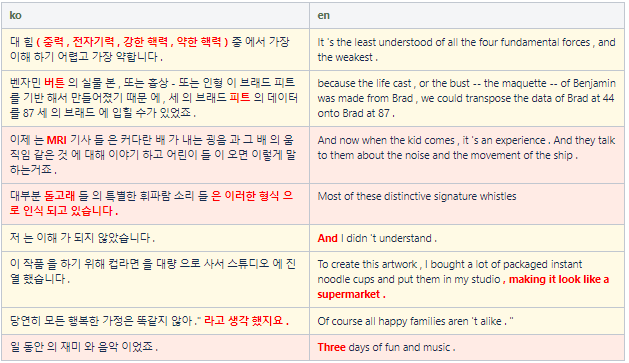 ko
en
대 힘 ( 중력 , 전자기력 , 강한 핵력 , 약한 핵력 ) 중 에서 가장
이해 하기 어렵고 가장 약합니다 .
It 's the least understood of all the four fundamental forces , and
the weakest .
벤자민 버튼 의 실물 본 , 또는 흉상 - 또는 인형 이 브래드 피트
를 기반 해서 만들어졌기 때문 에 , 세 의 브래드 피트 의 데이터
를 87 세 의 브래드 에 입힐 수가 있었죠 .
because the life cast , or the bust -- the maquette -- of Benjamin
was made from Brad , we could transpose the data of Brad at 44
onto Brad at 87 .
이제 는 MRI 기사 들 은 커다란 배 가 내는 굉음 과 그 배 의 움
직임 같은 것 에 대해 이야기 하고 어린이 들 이 오면 이렇게 말
하는거죠 .
And now when the kid comes , it 's an experience . And they talk
to them about the noise and the movement of the ship .
대부분 돌고래 들 의 특별한 휘파람 소리 들 은 이러한 형식 으
로 인식 되고 있습니다 .
Most of these distinctive signature whistles
저 는 이해 가 되지 않았습니다 .
And I didn 't understand .
이 작품 을 하기 위해 컵라면 을 대량 으로 사서 스튜디오 에 진
열 했습니다 .
To create this artwork , I bought a lot of packaged instant
noodle cups and put them in my studio , making it look like a
supermarket .
당연히 모든 행복한 가정은 똑같지 않아 ." 라고 생각 했지요 .
Of course all happy families aren 't alike . "
일 동안 의 재미 와 음악 이었죠 .
Three days of fun and music .